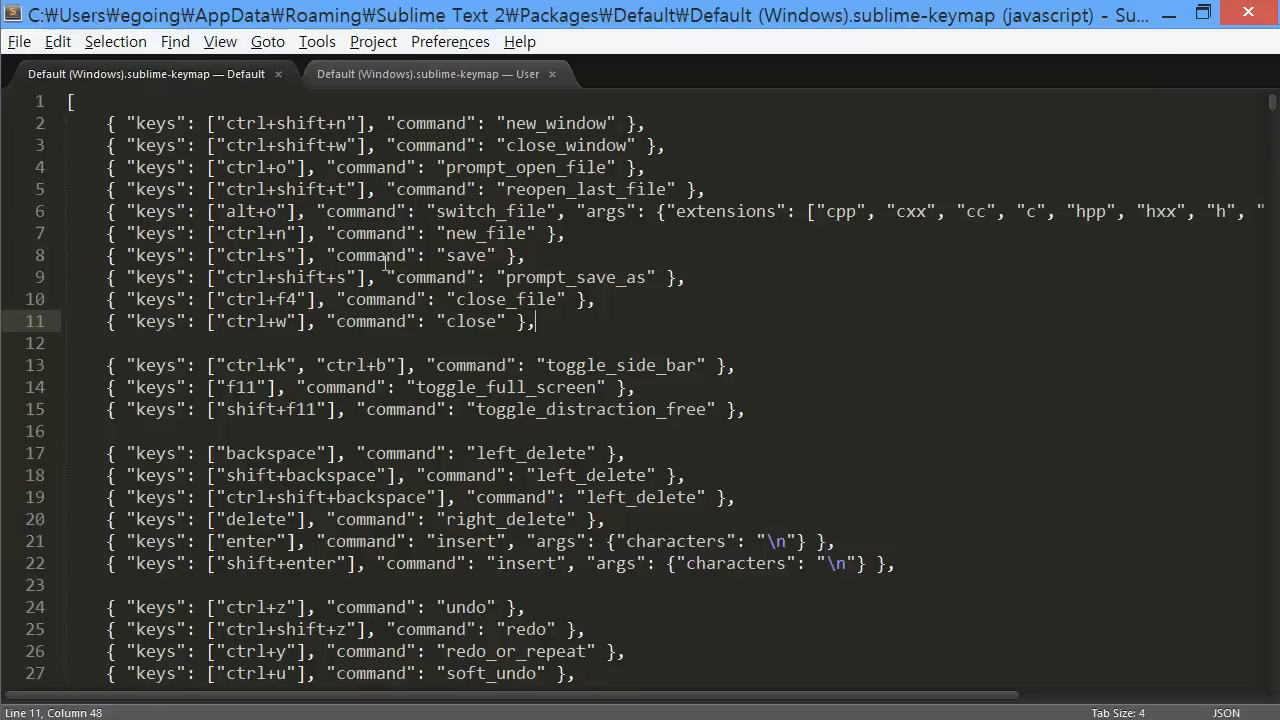 C:₩Users₩egoing₩AppData₩Roaming₩Sublime Text 2₩Packages₩Default₩Default (Windows).sublime-keymap (javascript) - Su...
File Edit Selection Find View Goto Tools Project Preferences Help
Default (Windows).sublime-keymap — Default × Default (Windows).sublime-keymap — User ×
1 [
2 { "keys": ["ctrl+shift+n"], "command": "new_window" },
3 { "keys": ["ctrl+shift+w"], "command": "close_window" },
4 { "keys": ["ctrl+o"], "command": "prompt_open_file" },
5 { "keys": ["ctrl+shift+t"], "command": "reopen_last_file" },
6 { "keys": ["alt+o"], "command": "switch_file", "args": {"extensions": ["cpp", "cxx", "cc", "c", "hpp", "hxx", "h", "
7 { "keys": ["ctrl+n"], "command": "new_file" },
8 { "keys": ["ctrl+s"], "command": "save" },
9 { "keys": ["ctrl+shift+s"], "command": "prompt_save_as" },
10 { "keys": ["ctrl+f4"], "command": "close_file" },
11 { "keys": ["ctrl+w"], "command": "close" },
12
13 { "keys": ["ctrl+k", "ctrl+b"], "command": "toggle_side_bar" },
14 { "keys": ["f11"], "command": "toggle_full_screen" },
15 { "keys": ["shift+f11"], "command": "toggle_distraction_free" },
16
17 { "keys": ["backspace"], "command": "left_delete" },
18 { "keys": ["shift+backspace"], "command": "left_delete" },
19 { "keys": ["ctrl+shift+backspace"], "command": "left_delete" },
20 { "keys": ["delete"], "command": "right_delete" },
21 { "keys": ["enter"], "command": "insert", "args": {"characters": "\n"} },
22 { "keys": ["shift+enter"], "command": "insert", "args": {"characters": "\n"} },
23
24 { "keys": ["ctrl+z"], "command": "undo" },
25 { "keys": ["ctrl+shift+z"], "command": "redo" },
26 { "keys": ["ctrl+y"], "command": "redo_or_repeat" },
27 { "keys": ["ctrl+u"], "command": "soft_undo" },
Line 11, Column 48 Tab Size: 4 JSON